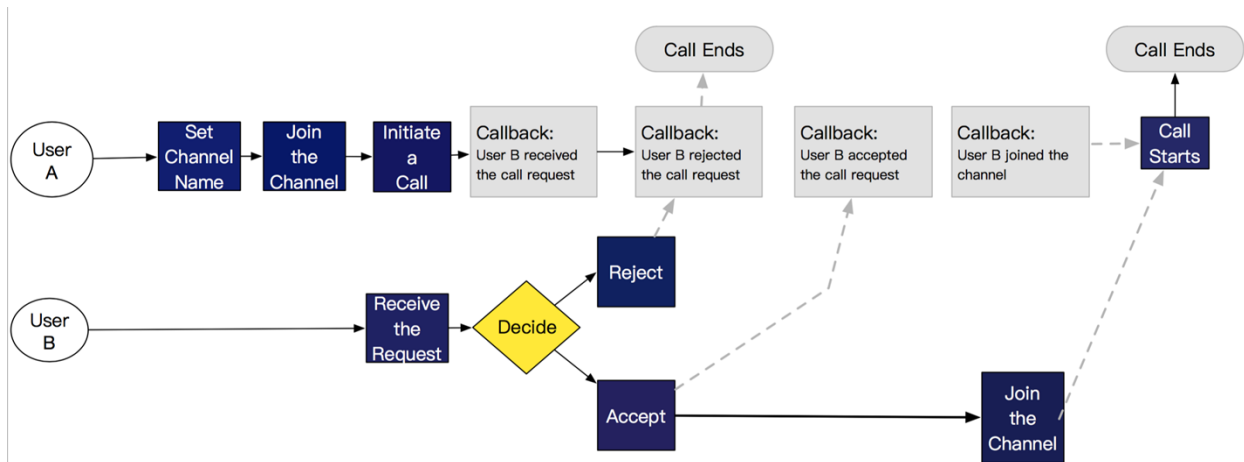 Call Ends
Call Ends
User
A
Set
Channel
Name
Join
the
Channel
Initiate
a
Call
Callback:
User B received
the call request
Callback:
User B rejected
the call request
Callback:
User B accepted
the call request
Callback:
User B joined the
channel
Call
Starts
User
B
Receive
the
Request
Decide
Reject
Accept
Join
the
Channel